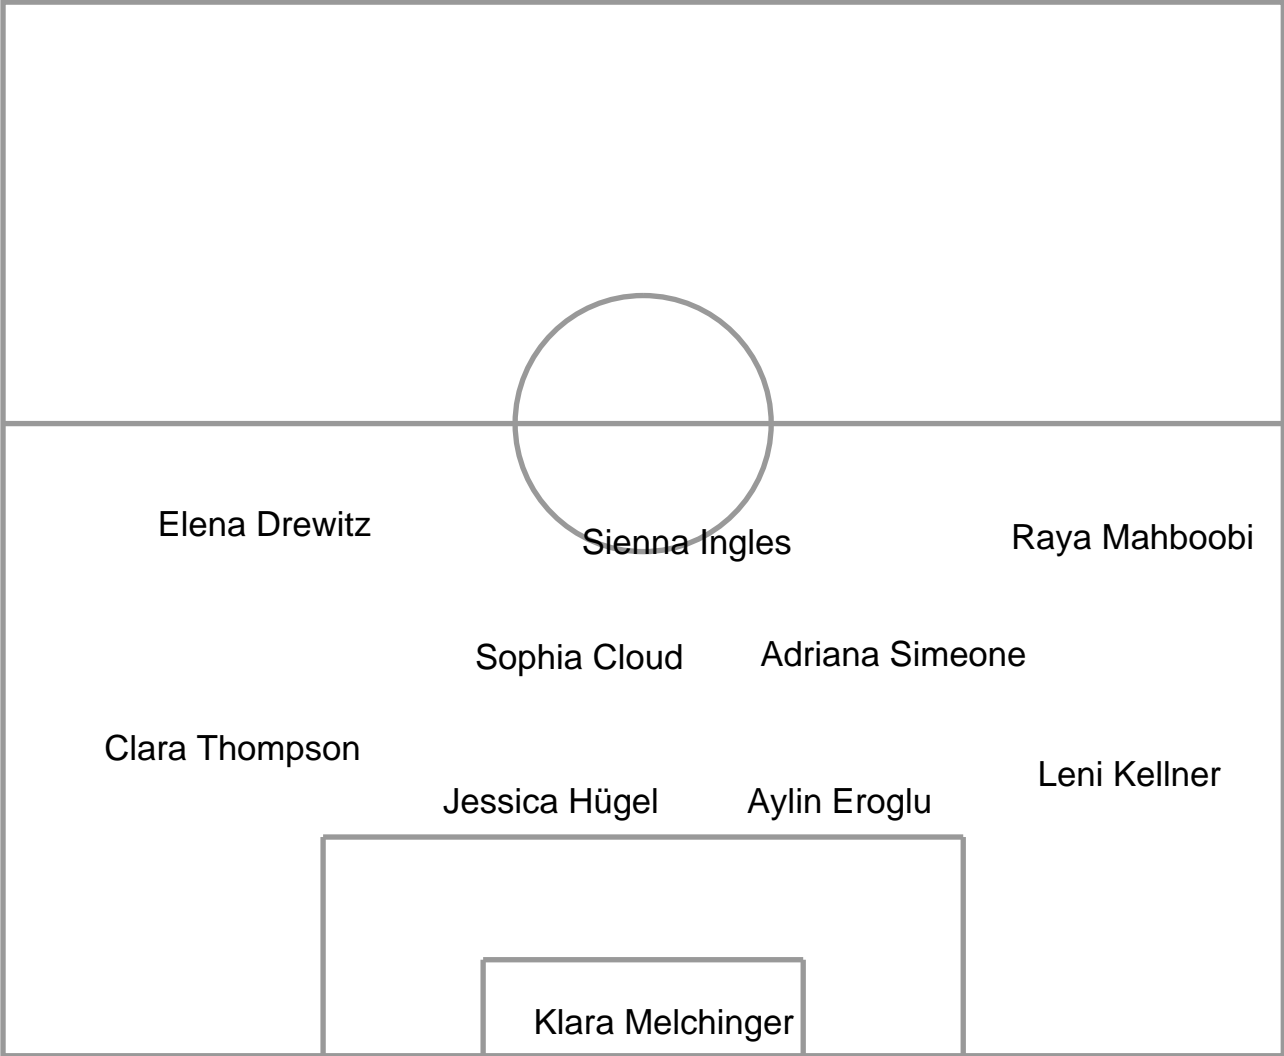 Elena Drewitz
Sienna Ingles
Raya Mahboobi
Sophia Cloud
Adriana Simeone
Clara Thompson
Leni Kellner
Jessica Hügel
Aylin Eroglu
Klara Melchinger